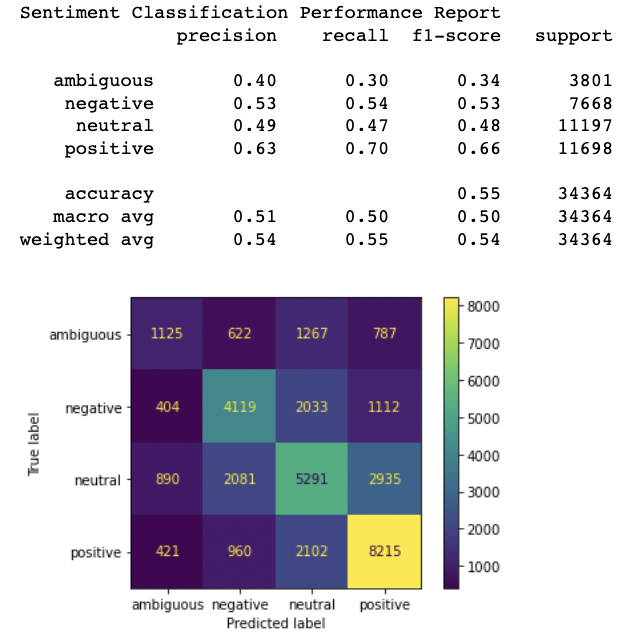 Sentiment Classification Performance Report
precision recall f1-score support
ambiguous 0.40 0.30 0.34 3801
negative 0.53 0.54 0.53 7668
neutral 0.49 0.47 0.48 11197
positive 0.63 0.70 0.66 11698
accuracy 0.55 34364
macro avg 0.51 0.50 0.50 34364
weighted avg 0.54 0.55 0.54 34364
True label
ambiguous 1125 622 1267 787
negative 404 4119 2033 1112
neutral 890 2081 5291 2935
positive 421 960 2102 8215
ambiguous negative neutral positive
Predicted label
8000
7000
6000
5000
4000
3000
2000
1000